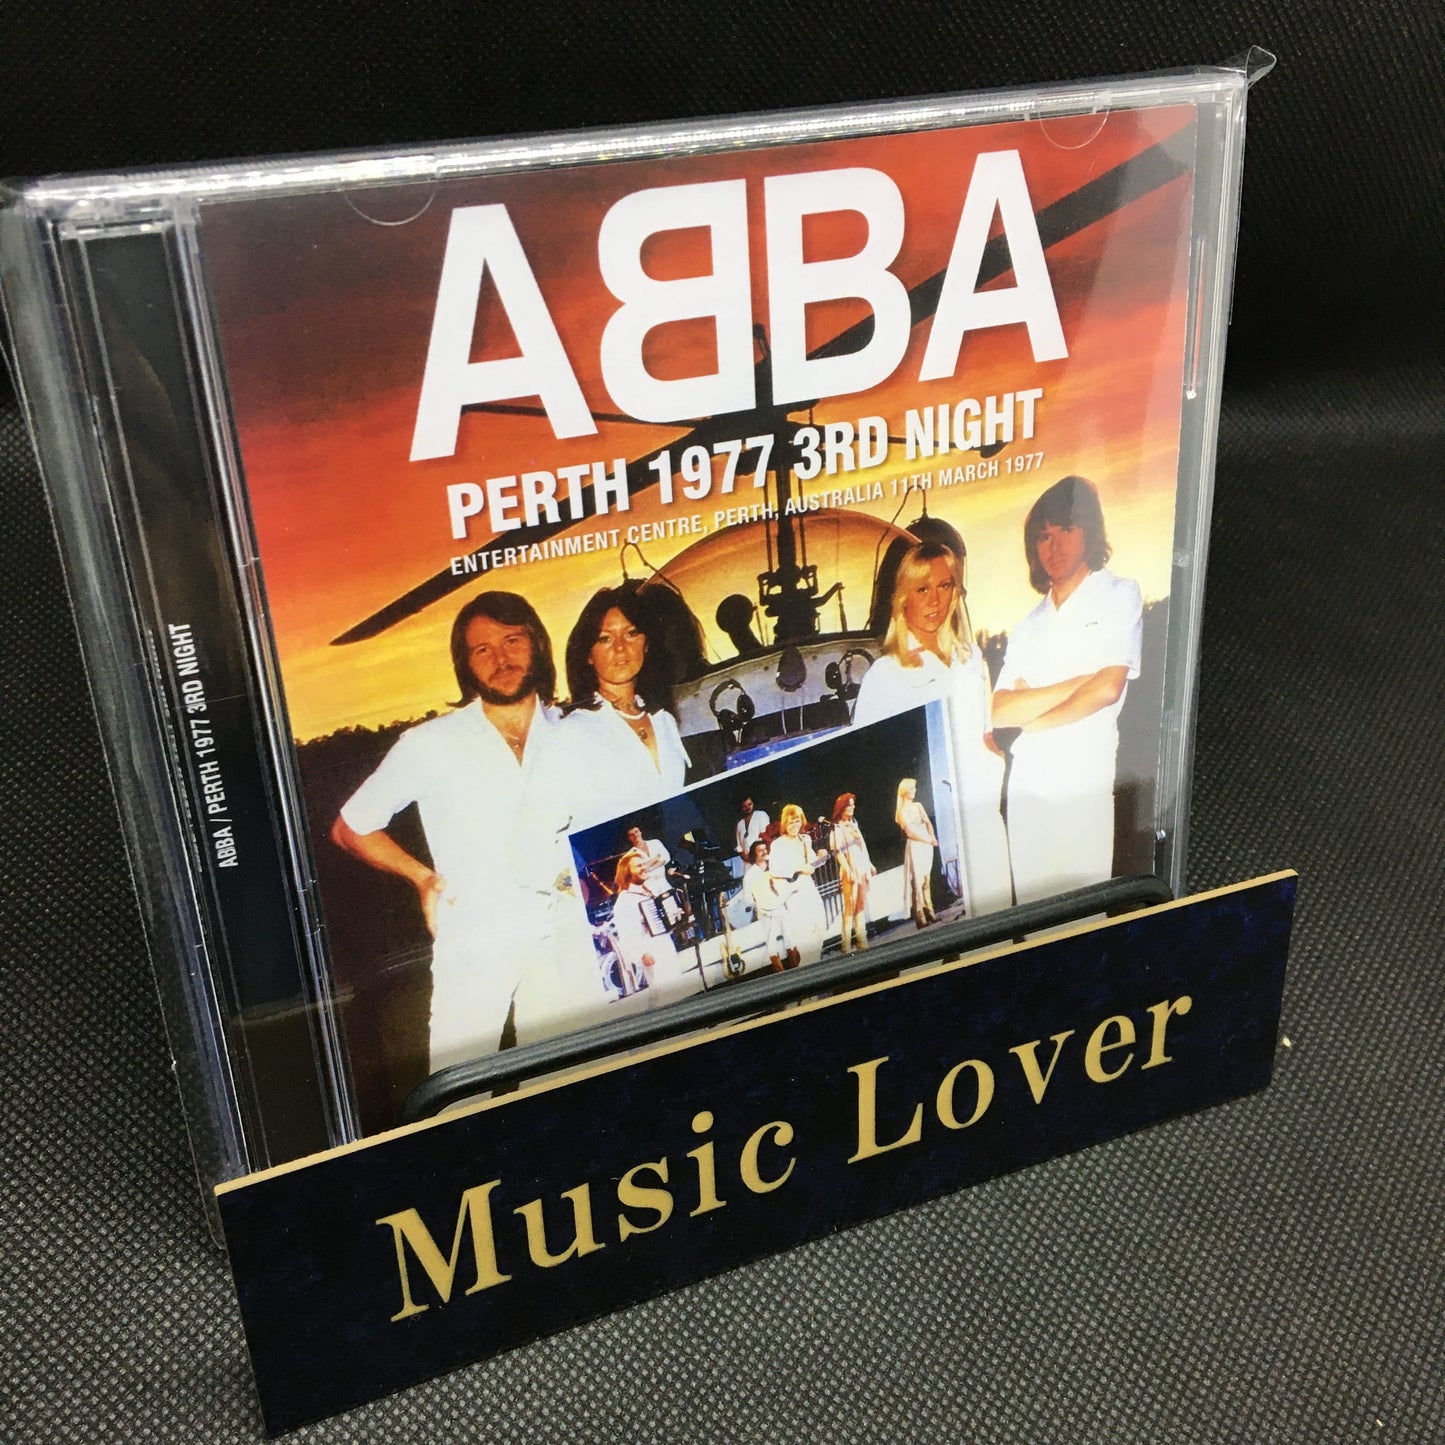 ABBA
PERTH 1977 3RD NIGHT
ENTERTAINMENT CENTRE, PERTH, AUSTRALIA 11TH MARCH 1977
ABBA / PERTH 1977 3RD NIGHT
Music Lover